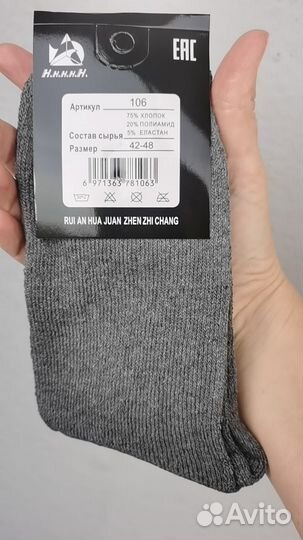 Н.н.н.Н.
EAC
Артикул 106
75% ХЛОПОК
20% ПОЛИАМИД
Состав сырья 5% ЕЛАСТАН
Размер 42-48
6 971363 781063
RUI AN HUA JUAN ZHEN ZHI CHANG
Avito